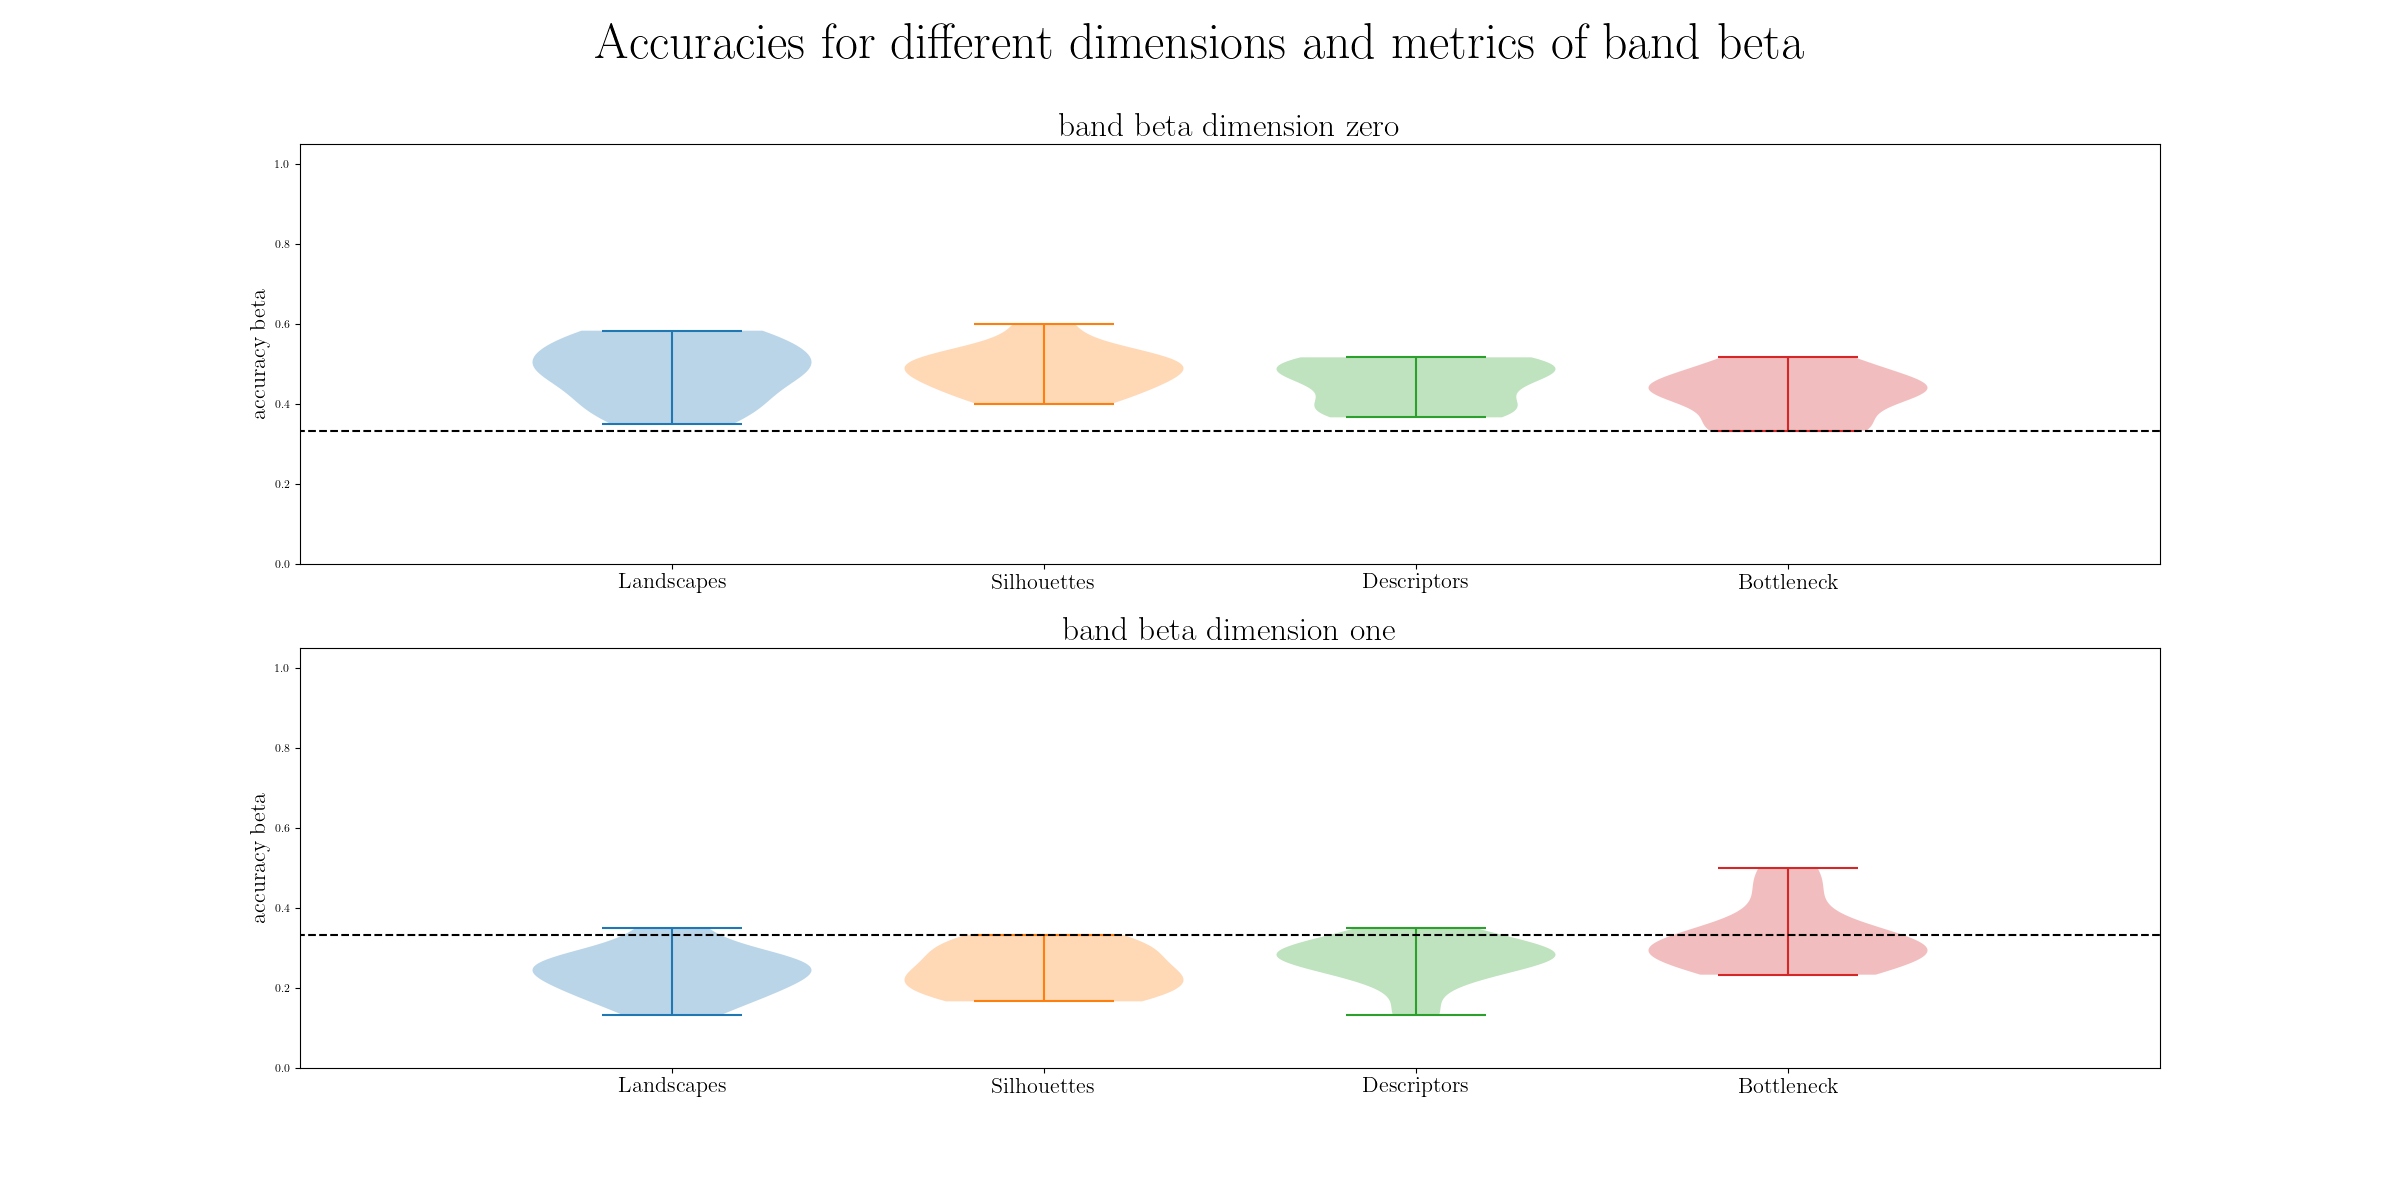 Accuracies for different dimensions and metrics of band beta
band beta dimension zero
accuracy beta
1.0
0.8
0.6
0.4
0.2
0.0
Landscapes Silhouettes Descriptors Bottleneck
band beta dimension one
accuracy beta
1.0
0.8
0.6
0.4
0.2
0.0
Landscapes Silhouettes Descriptors Bottleneck